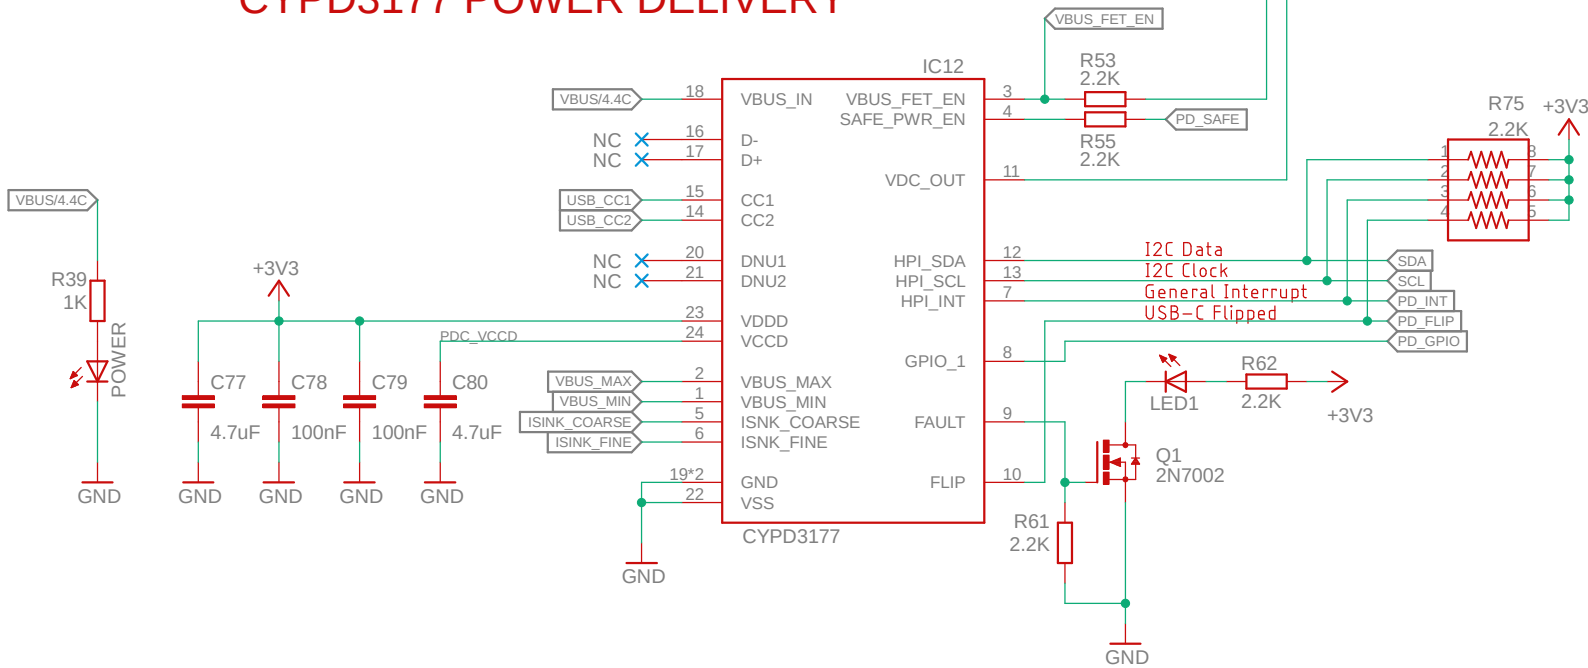 CYPD3177 POWER DELIVERY
VBUS_FET_EN
IC12
R53
2.2K
VBUS/4.4C
18
VBUS_IN
VBUS_FET_EN
3
SAFE_PWR_EN
4
PD_SAFE
R55
2.2K
R75
2.2K
+3V3
NC
16
D-
NC
17
D+
VDC_OUT
11
1
8
2
7
3
6
4
5
VBUS/4.4C
USB_CC1
15
CC1
USB_CC2
14
CC2
NC
20
DNU1
NC
21
DNU2
HPI_SDA
12
I2C Data
SDA
HPI_SCL
13
I2C Clock
SCL
HPI_INT
7
General Interrupt
PD_INT
USB-C Flipped
PD_FLIP
PD_GPIO
R39
1K
POWER
+3V3
23
VDDD
PDC_VCCD
24
VCCD
GPIO_1
8
C77
4.7uF
C78
100nF
C79
100nF
C80
4.7uF
VBUS_MAX
2
VBUS_MAX
VBUS_MIN
1
VBUS_MIN
ISINK_COARSE
5
ISNK_COARSE
ISINK_FINE
6
ISNK_FINE
FAULT
9
LED1
R62
2.2K
+3V3
Q1
2N7002
19*2
GND
22
VSS
FLIP
10
GND
GND
GND
GND
GND
R61
2.2K
CYPD3177
GND
GND